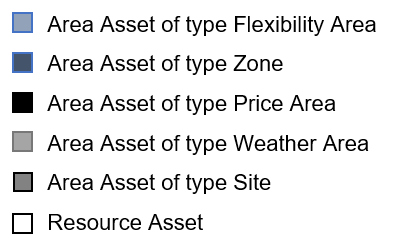 Area Asset of type Flexibility Area
Area Asset of type Zone
Area Asset of type Price Area
Area Asset of type Weather Area
Area Asset of type Site
Resource Asset